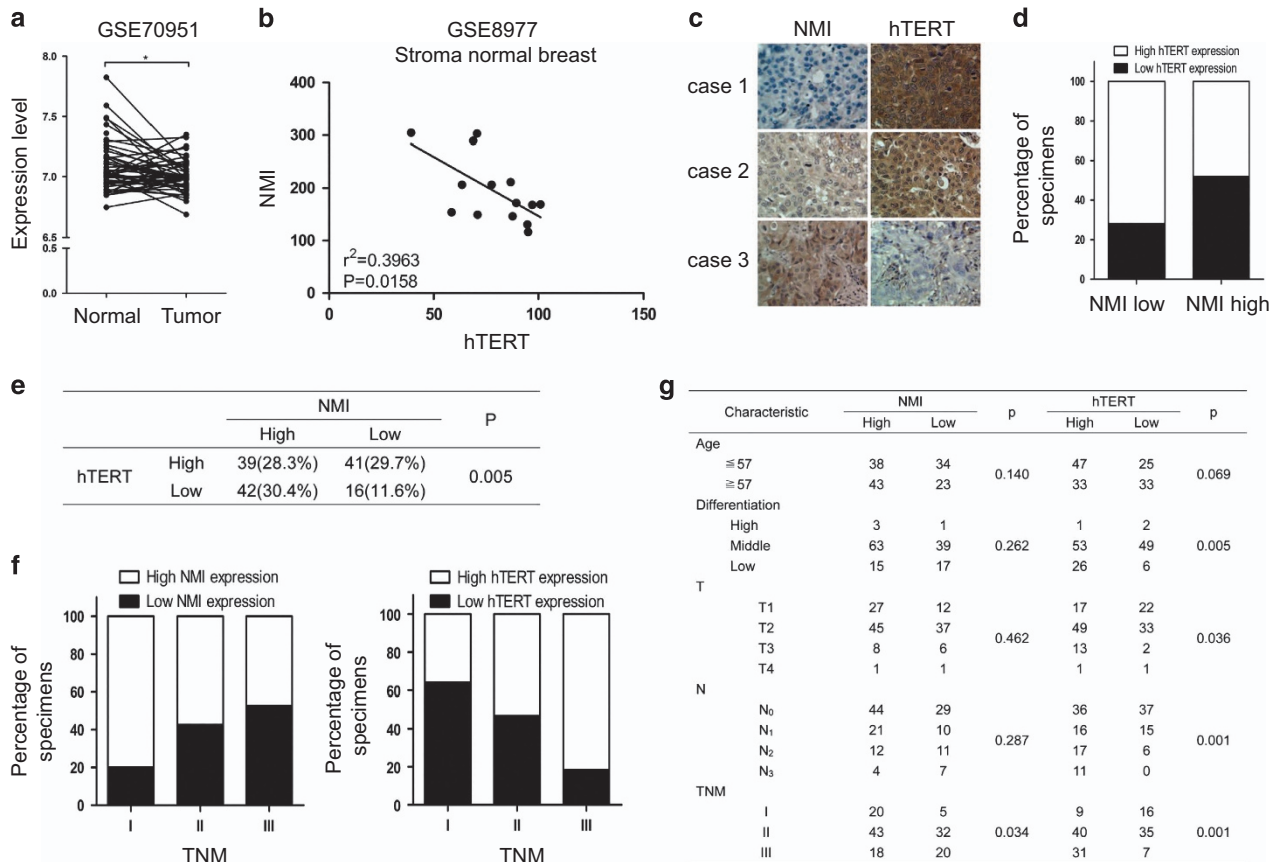 a
GSE70951
*
8.0
7.5
7.0
6.5
0.5
0.0
Expression level
Normal Tumor
b
GSE8977
Stroma normal breast
400
300
200
100
0
NMI
r²=0.3963
P=0.0158
0 50 100 150
hTERT
c
NMI hTERT
case 1
case 2
case 3
d
High hTERT expression
Low hTERT expression
100
80
60
40
20
0
Percentage of
specimens
NMI low NMI high
e
NMI P
High Low
hTERT High 39(28.3%) 41(29.7%) 0.005
Low 42(30.4%) 16(11.6%)
f
High NMI expression
Low NMI expression
100
80
60
40
20
0
Percentage of
specimens
I II III
TNM
High hTERT expression
Low hTERT expression
100
80
60
40
20
0
Percentage of
specimens
I II III
TNM
g
Characteristic NMI p hTERT p
High Low High Low
Age
≦57 38 34 0.140 47 25 0.069
≧57 43 23 33 33
Differentiation
High 3 1 1 2
Middle 63 39 0.262 53 49 0.005
Low 15 17 26 6
T
T1 27 12 17 22
T2 45 37 0.462 49 33 0.036
T3 8 6 13 2
T4 1 1 1 1
N
N₀ 44 29 36 37
N₁ 21 10 0.287 16 15 0.001
N₂ 12 11 17 6
N₃ 4 7 11 0
TNM
I 20 5 9 16
II 43 32 0.034 40 35 0.001
III 18 20 31 7